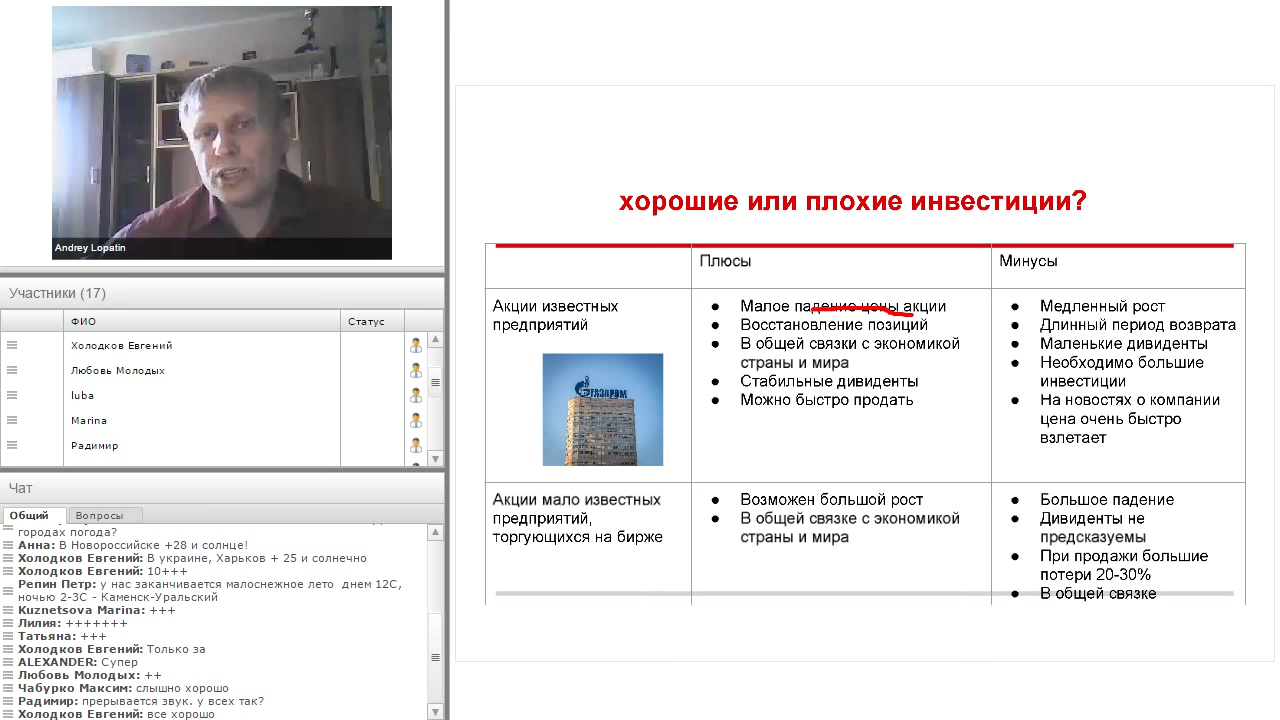 Andrey Lopatin
Участники (17)
ФИО
Статус
Холодков Евгений
Любовь Молодых
luba
Marina
Радимир
Чат
Общий
Вопросы
городах погода?
Анна: В Новороссийске +28 и солнце!
Холодков Евгений: В украине, Харьков + 25 и солнечно
Холодков Евгений: 10+++
Репин Петр: у нас заканчивается малоснежное лето днем 12С,
ночью 2-3С - Каменск-Уральский
Kuznetsova Marina: +++
Лилия: +++++++
Татьяна: +++
Холодков Евгений: Только за
ALEXANDER: Супер
Любовь Молодых: ++
Чабурко Максим: слышно хорошо
Радимир: прерывается звук. у всех так?
Холодков Евгений: все хорошо
хорошие или плохие инвестиции?
Плюсы
Минусы
Акции известных
предприятий
ГАЗПРОМ
● Малое падение цены акции
● Восстановление позиций
● В общей связки с экономикой
страны и мира
● Стабильные дивиденты
● Можно быстро продать
● Медленный рост
● Длинный период возврата
● Маленькие дивиденты
● Необходимо большие
инвестиции
● На новостях о компании
цена очень быстро
взлетает
Акции мало известных
предприятий,
торгующихся на бирже
● Возможен большой рост
● В общей связке с экономикой
страны и мира
● Большое падение
● Дивиденты не
предсказуемы
● При продажи большие
потери 20-30%
● В общей связке